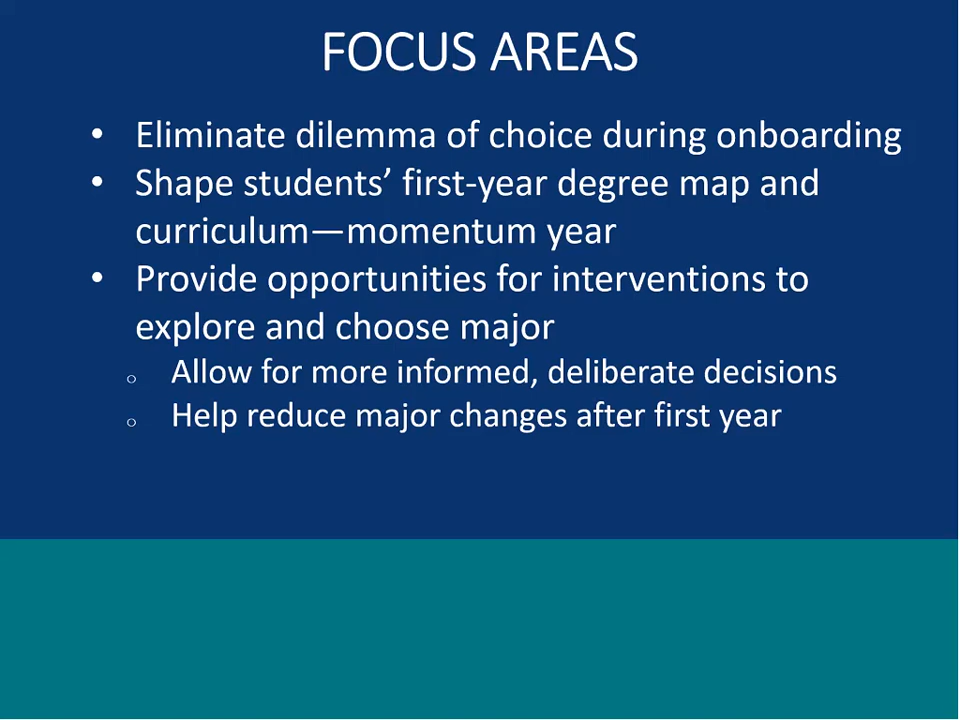 FOCUS AREAS
• Eliminate dilemma of choice during onboarding
• Shape students’ first-year degree map and
curriculum—momentum year
• Provide opportunities for interventions to
explore and choose major
o Allow for more informed, deliberate decisions
o Help reduce major changes after first year